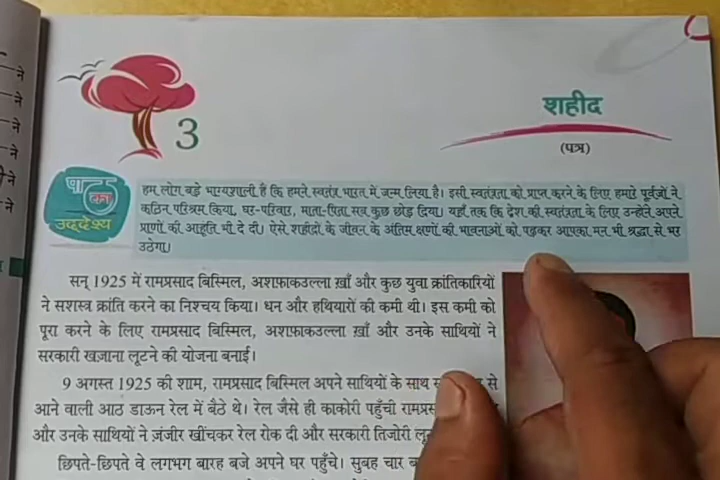 ने
ने
ने
ने
ने
ने
3
शहीद
(पत्र)
पाठ
का
उद्देश्य
हम लोग बड़े भाग्यशाली हैं कि हमने स्वतंत्र भारत में जन्म लिया है। इसी स्वतंत्रता को प्राप्त करने के लिए हमारे पूर्वजों ने
कठिन परिश्रम किया, घर-परिवार, माता-पिता सब कुछ छोड़ दिया। यहाँ तक कि देश की स्वतंत्रता के लिए उन्होंने अपने
प्राणों की आहुति भी दे दी। ऐसे शहीदों के जीवन के अंतिम क्षणों की भावनाओं को पढ़कर आपका मन भी श्रद्धा से भर
उठेगा।
सन् 1925 में रामप्रसाद बिस्मिल, अशफ़ाकउल्ला ख़ाँ और कुछ युवा क्रांतिकारियों
ने सशस्त्र क्रांति करने का निश्चय किया। धन और हथियारों की कमी थी। इस कमी को
पूरा करने के लिए रामप्रसाद बिस्मिल, अशफ़ाकउल्ला ख़ाँ और उनके साथियों ने
सरकारी खज़ाना लूटने की योजना बनाई।
9 अगस्त 1925 की शाम, रामप्रसाद बिस्मिल अपने साथियों के साथ से
आने वाली आठ डाऊन रेल में बैठे थे। रेल जैसे ही काकोरी पहुँची
और उनके साथियों ने ज़ंजीर खींचकर रेल रोक दी और सरकारी तिजोरी
छिपते-छिपते वे लगभग बारह बजे अपने घर पहुँचे। सुबह चार